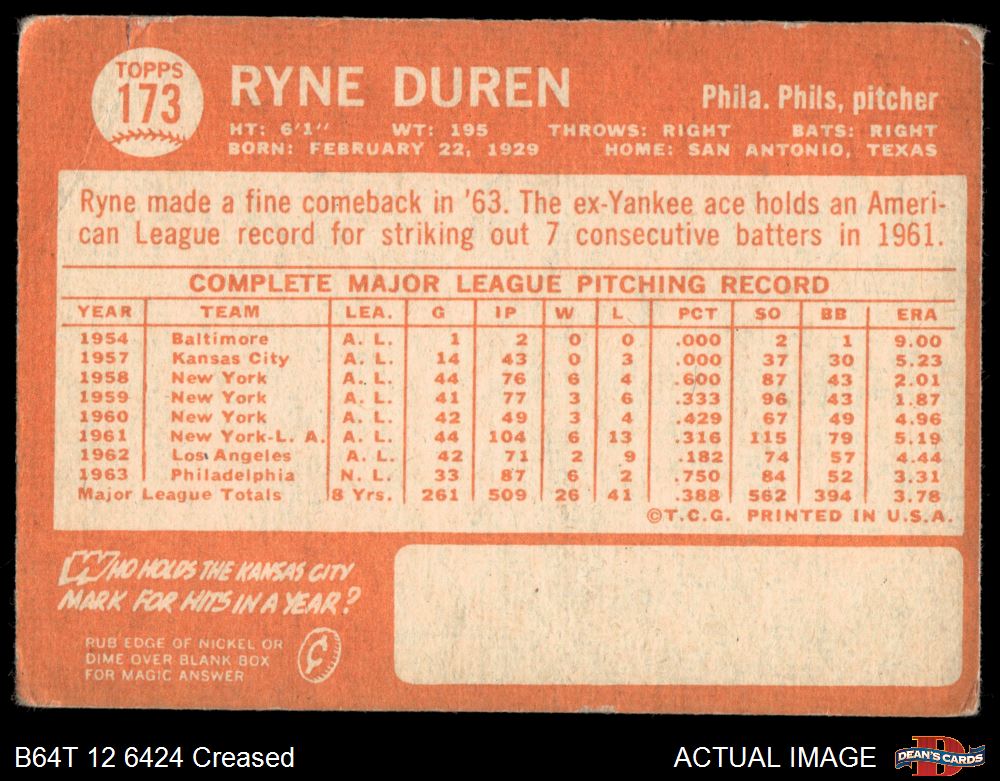 TOPPS
173
RYNE DUREN
Phila. Phils, pitcher
HT: 6'1" WT: 195 THROWS: RIGHT BATS: RIGHT
BORN: FEBRUARY 22, 1929 HOME: SAN ANTONIO, TEXAS
Ryne made a fine comeback in '63. The ex-Yankee ace holds an Ameri-
can League record for striking out 7 consecutive batters in 1961.
COMPLETE MAJOR LEAGUE PITCHING RECORD
YEAR TEAM LEA. G IP W L PCT SO BB ERA
1954 Baltimore A. L. 1 2 0 0 .000 2 1 9.00
1957 Kansas City A. L. 14 43 0 3 .000 37 30 5.23
1958 New York A. L. 44 76 6 4 .600 87 43 2.01
1959 New York A. L. 41 77 3 6 .333 96 43 1.87
1960 New York A. L. 42 49 3 4 .429 67 49 4.96
1961 New York-L. A. A. L. 44 104 6 13 .316 115 79 5.19
1962 Los Angeles A. L. 42 71 2 9 .182 74 57 4.44
1963 Philadelphia N. L. 33 87 6 2 .750 84 52 3.31
Major League Totals 8 Yrs. 261 509 26 41 .388 562 394 3.78
©T.C.G. PRINTED IN U.S.A.
WHO HOLDS THE KANSAS CITY
MARK FOR HITS IN A YEAR?
RUB EDGE OF NICKEL OR
DIME OVER BLANK BOX
FOR MAGIC ANSWER
B64T 12 6424 Creased
ACTUAL IMAGE
D
DEAN'S CARDS